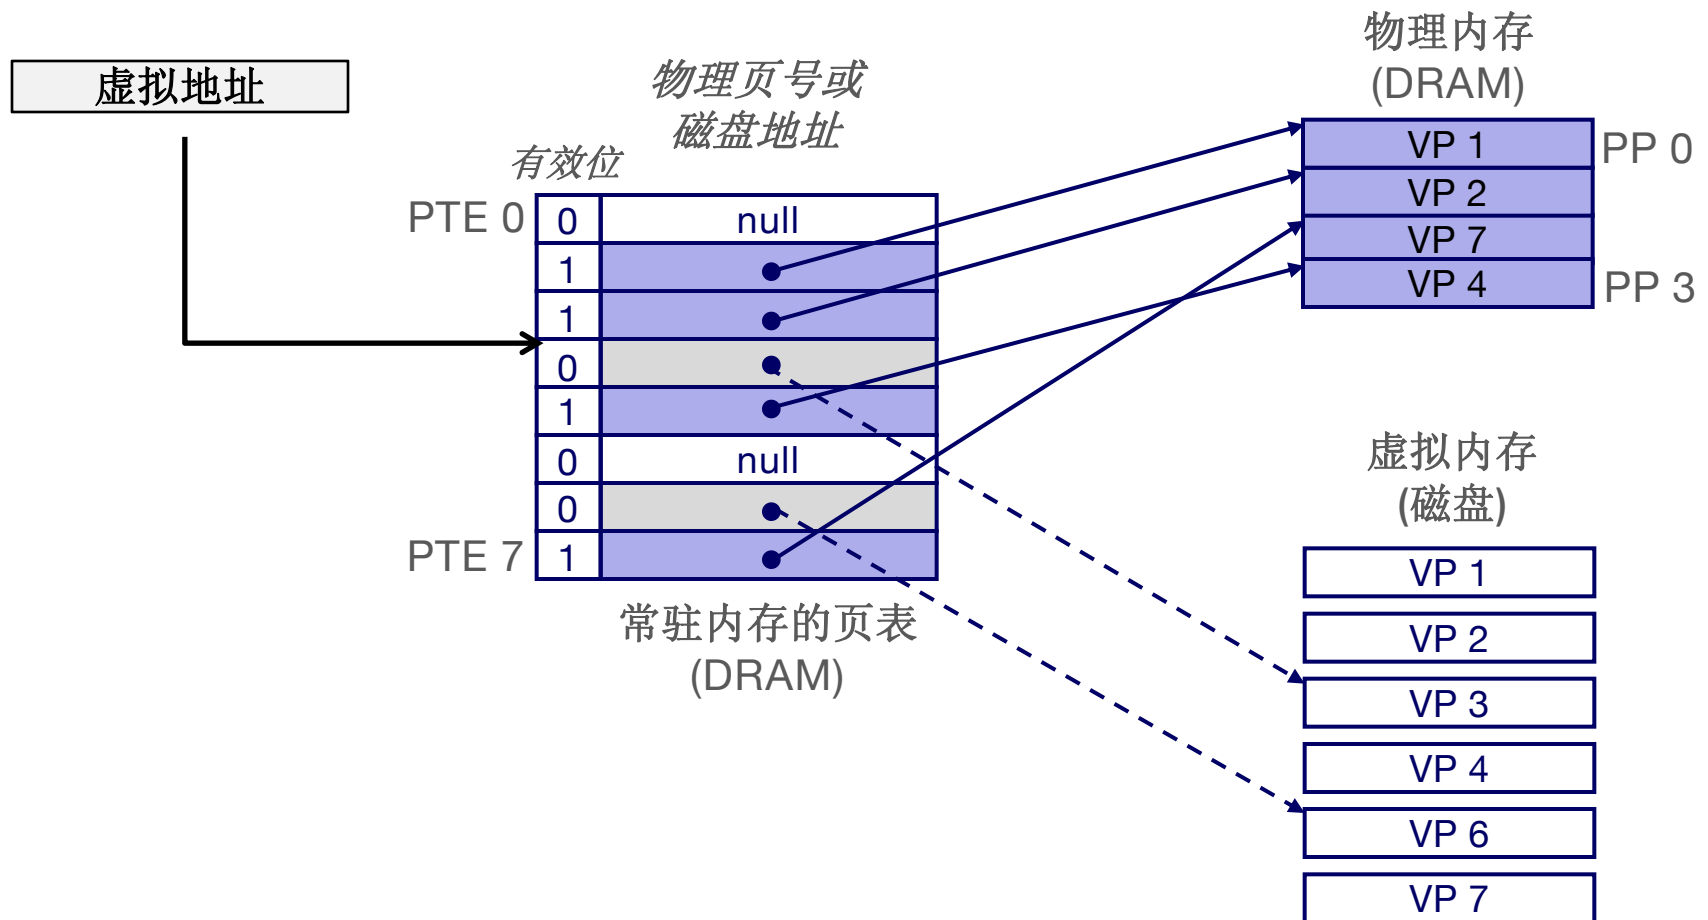 虚拟地址
物理页号或
磁盘地址
有效位
PTE 0
0
null
1
1
0
1
0
null
0
PTE 7
1
常驻内存的页表
(DRAM)
物理内存
(DRAM)
VP 1
PP 0
VP 2
VP 7
VP 4
PP 3
虚拟内存
(磁盘)
VP 1
VP 2
VP 3
VP 4
VP 6
VP 7